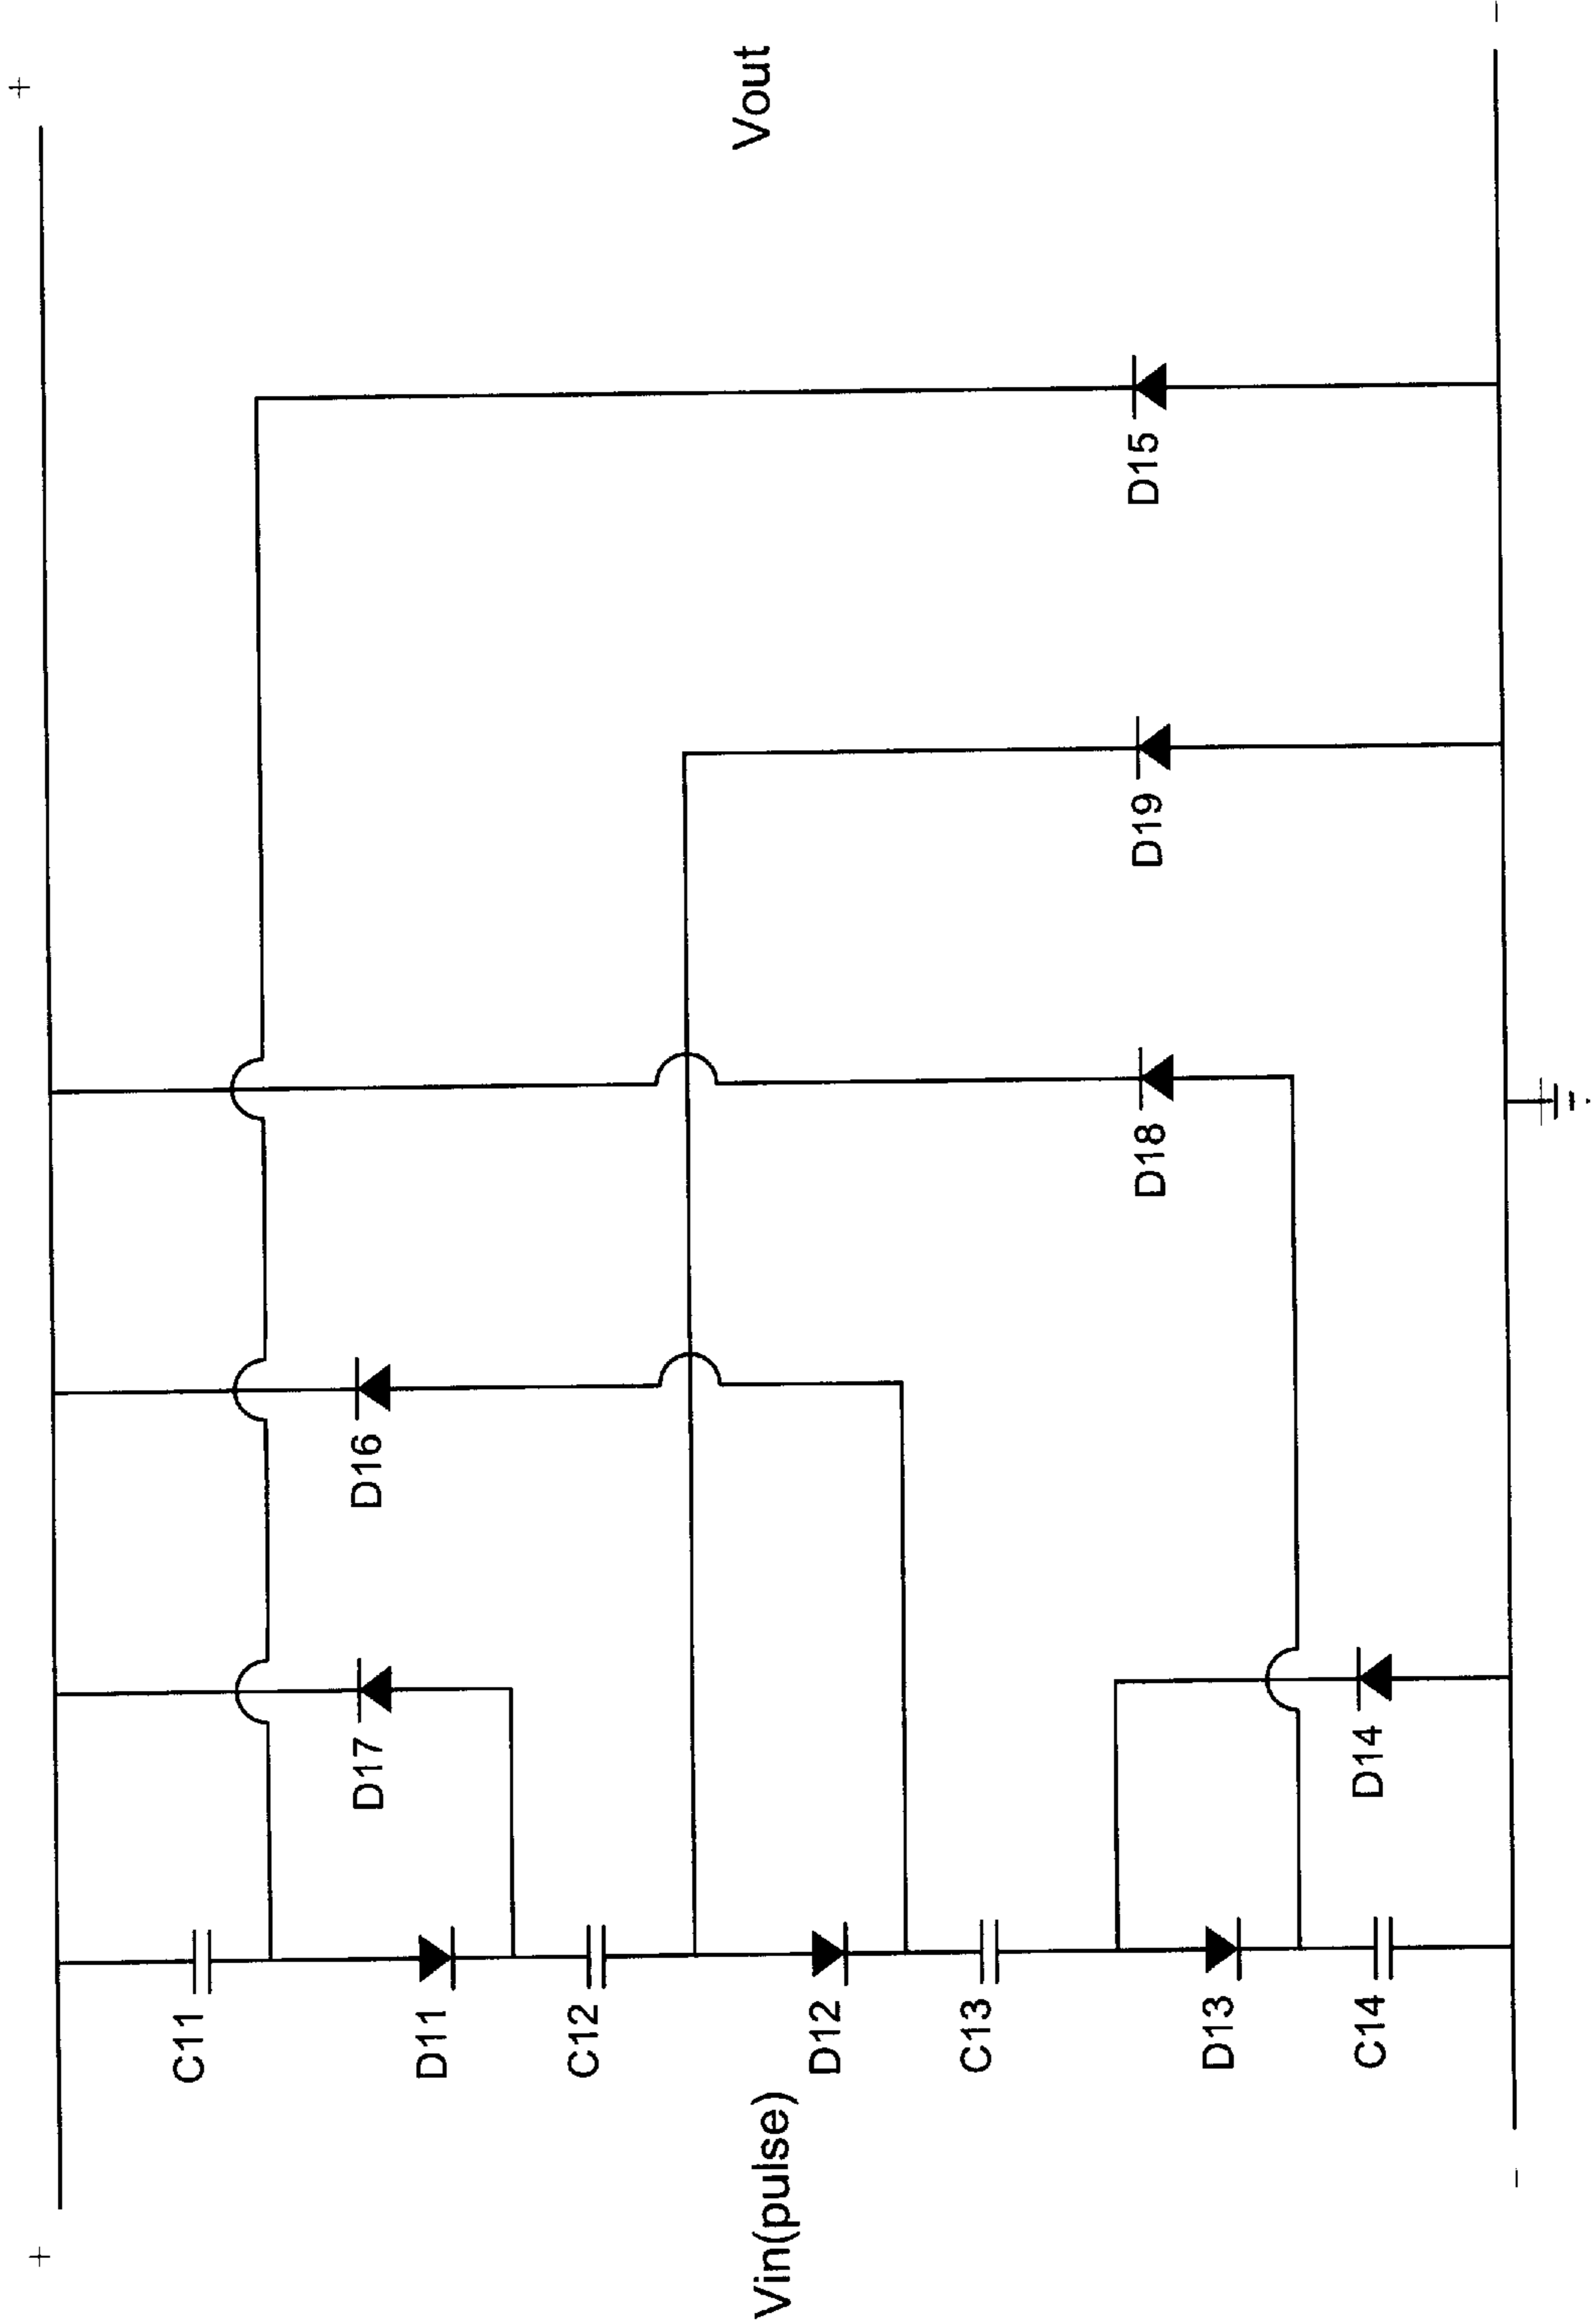 +
+
Vin(pulse)
Vout
C11
D11
C12
D12
C13
D13
C14
D17
D16
D14
D18
D19
D15
-
-